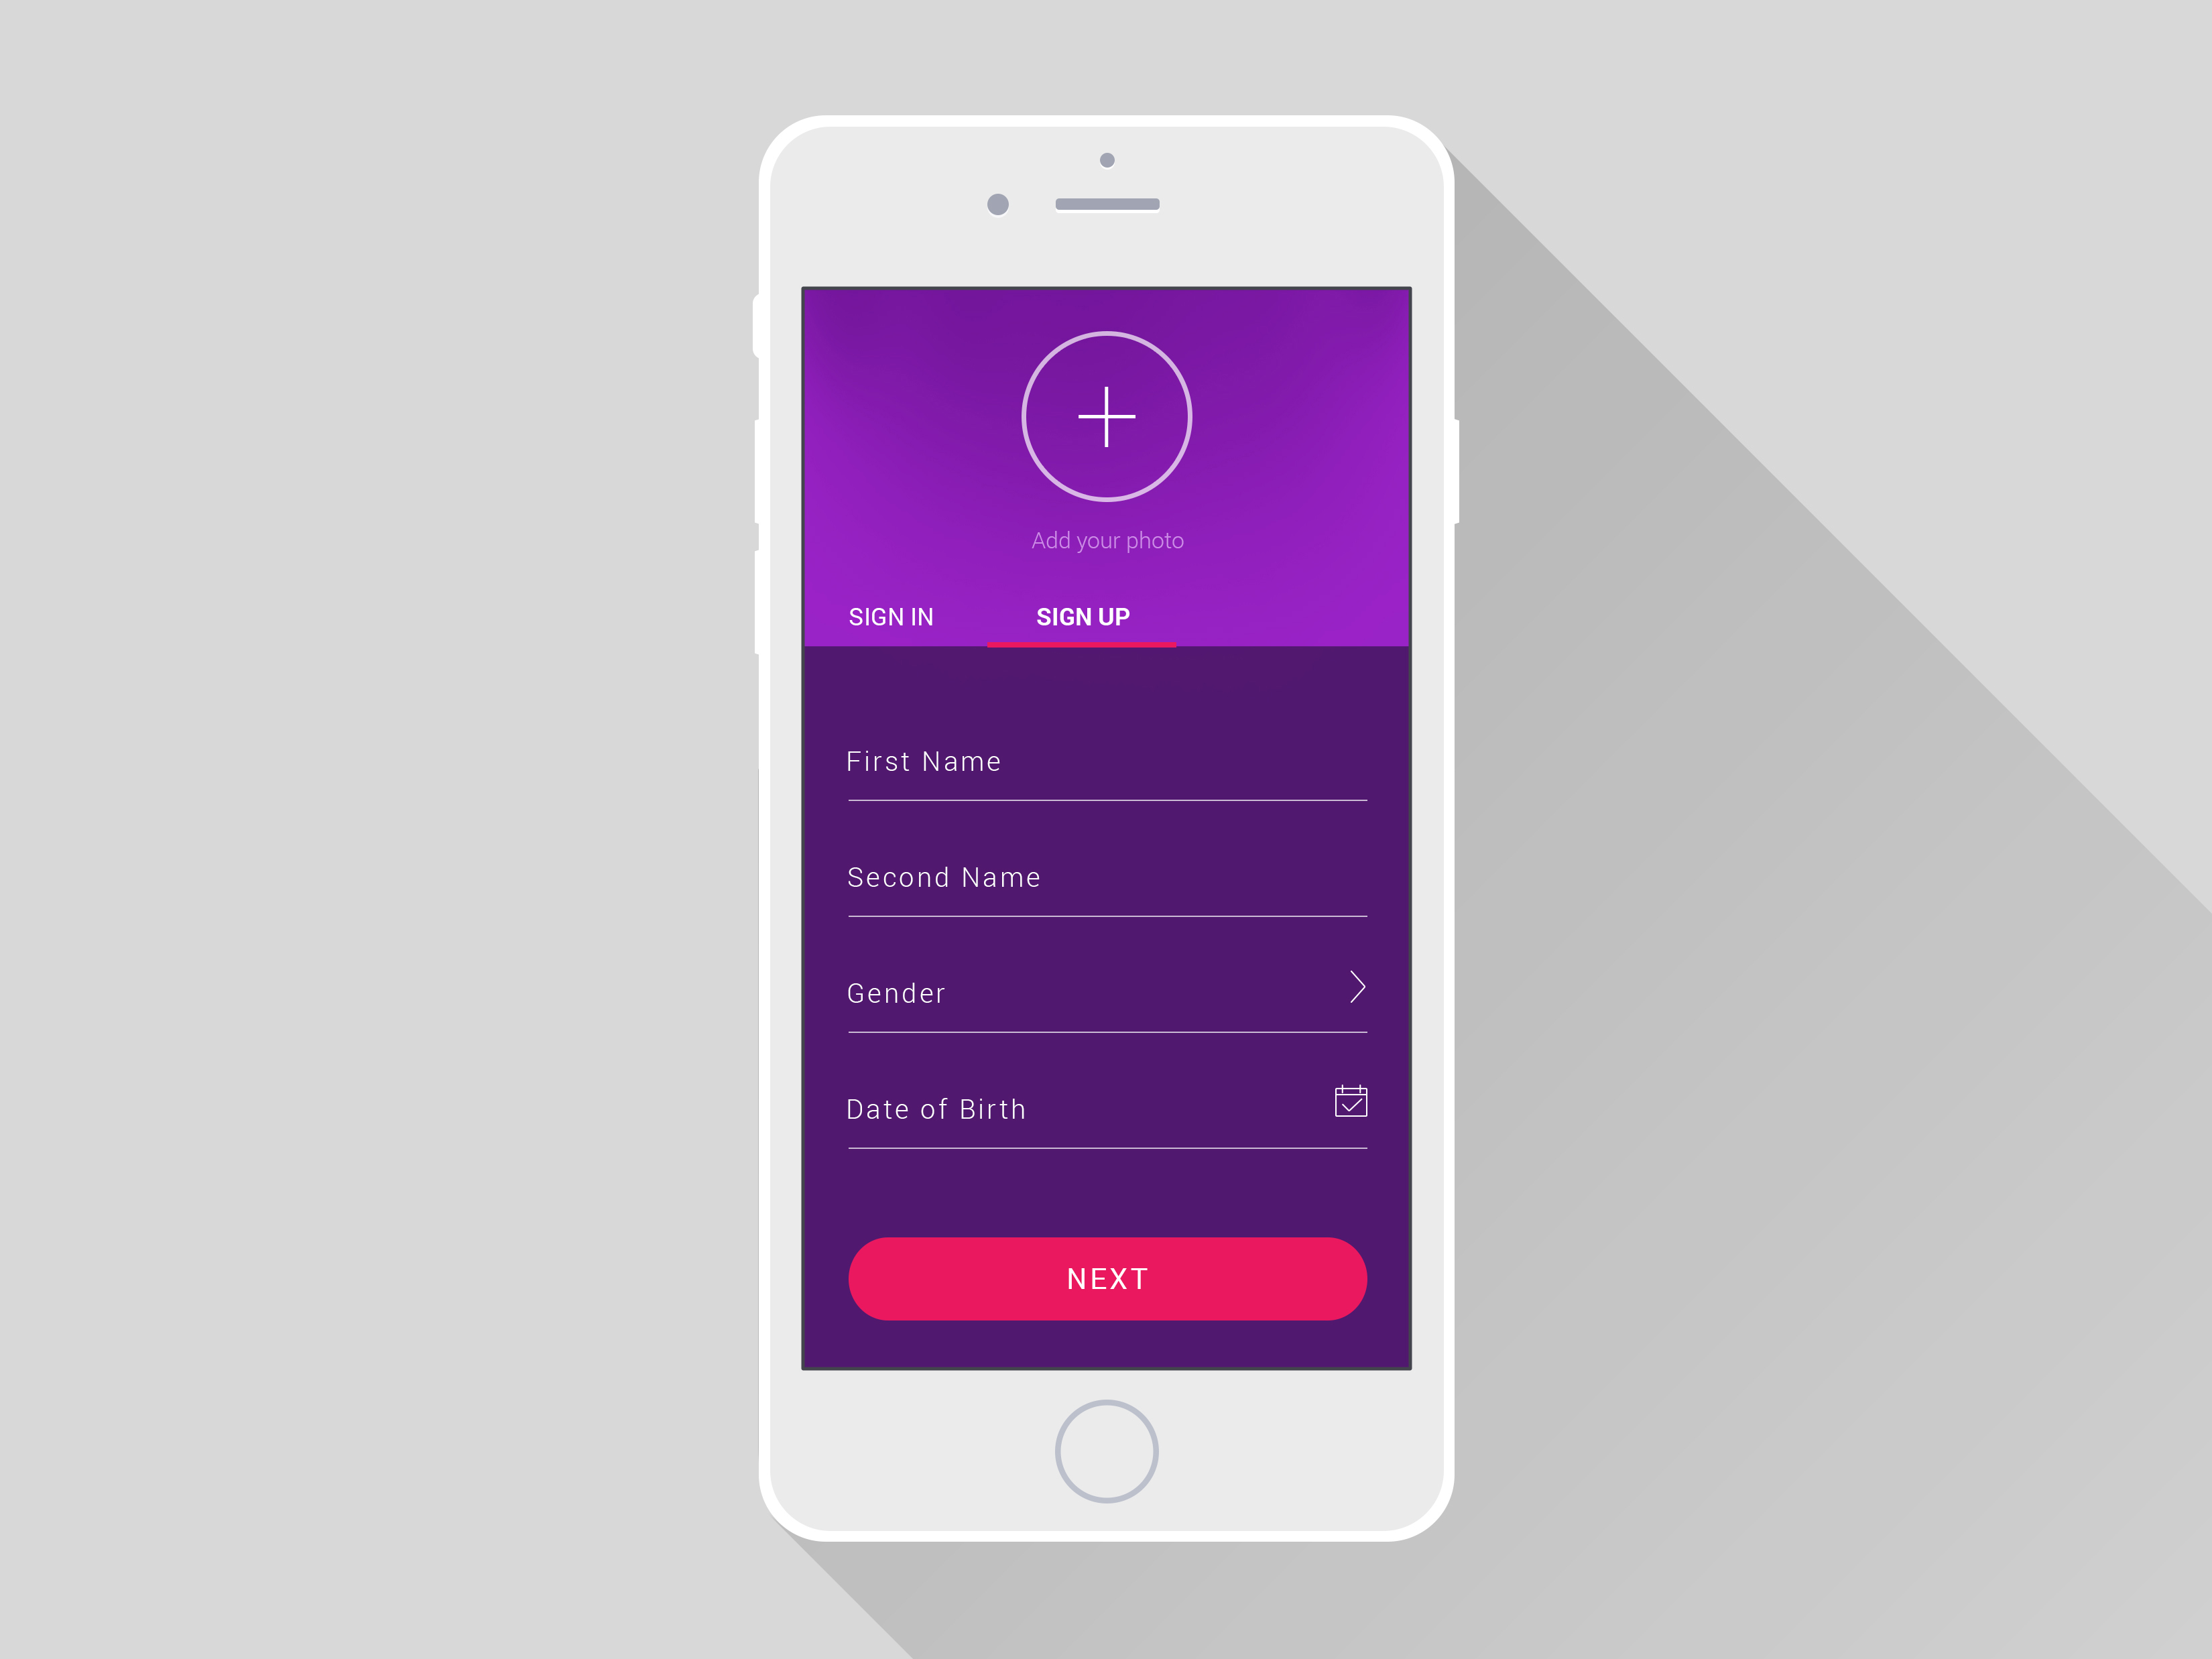 Add your photo
SIGN IN SIGN UP
First Name
Second Name
Gender
Date of Birth
NEXT